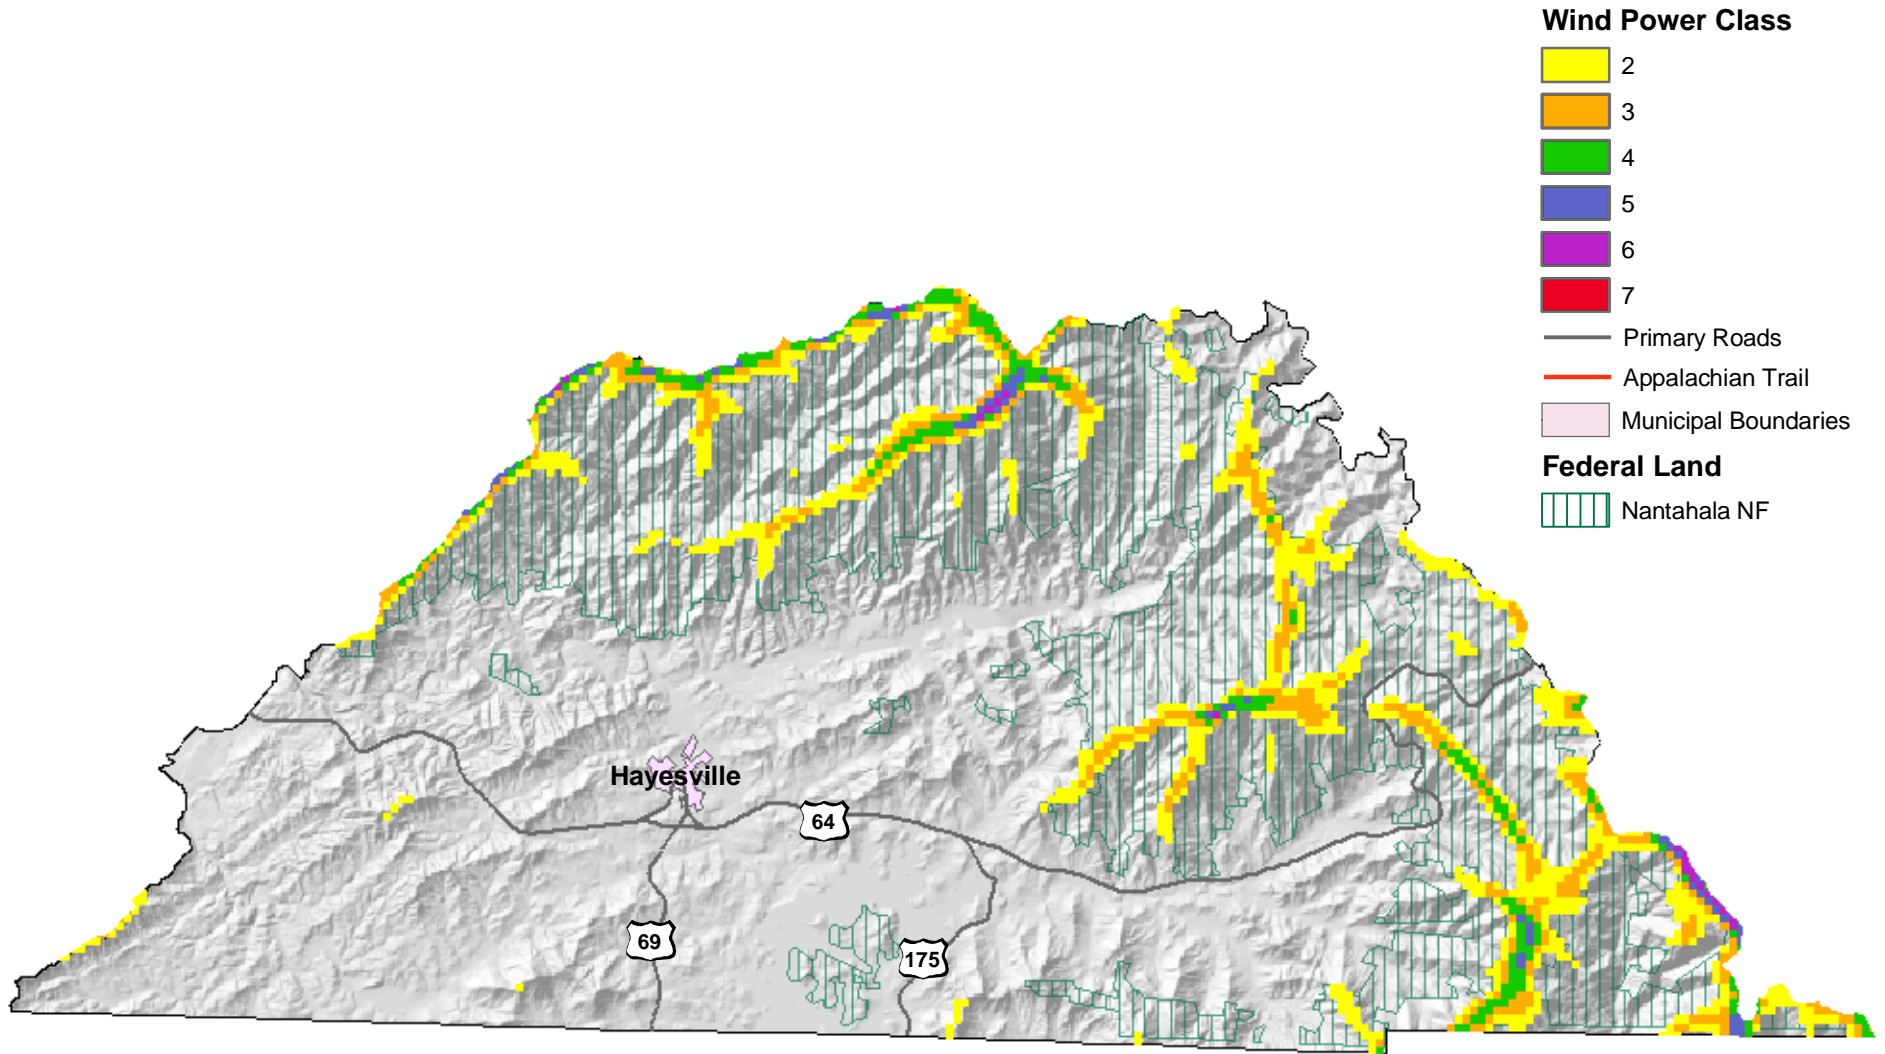 Wind Power Class
2
3
4
5
6
7
Primary Roads
Appalachian Trail
Municipal Boundaries
Federal Land
Nantahala NF
Hayesville
64
69
175